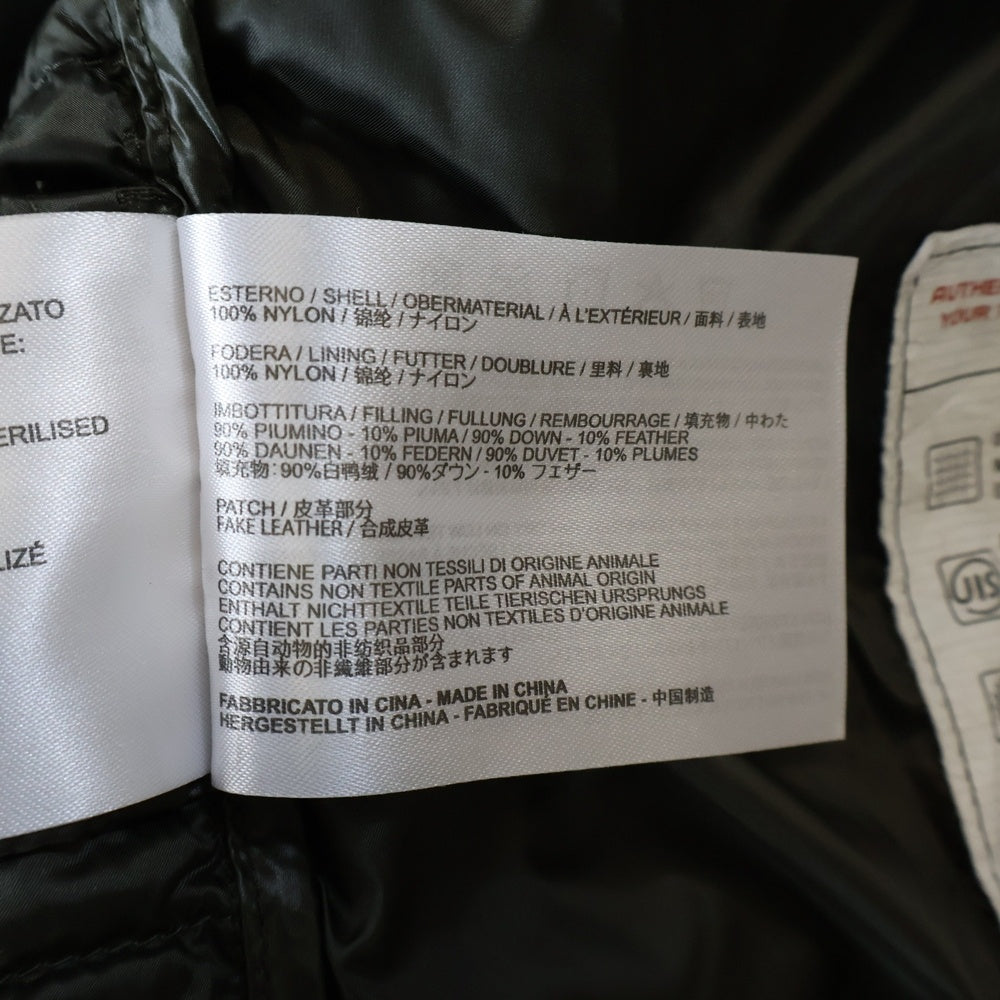 ZZATO
E:
ERILISED
LIZÉ
ESTERNO / SHELL / OBERMATERIAL / À L'EXTÉRIEUR / 面料 / 表地
100% NYLON / 锦纶 / ナイロン
FODERA / LINING / FUTTER / DOUBLURE / 里料 / 裏地
100% NYLON / 锦纶 / ナイロン
IMBOTTITURA / FILLING / FULLUNG / REMBOURRAGE / 填充物 / 中わた
90% PIUMINO - 10% PIUMA / 90% DOWN - 10% FEATHER
90% DAUNEN - 10% FEDERN / 90% DUVET - 10% PLUMES
填充物：90%白鸭绒 / 90%ダウン - 10% フェザー
PATCH / 皮革部分
FAKE LEATHER / 合成皮革
CONTIENE PARTI NON TESSILI DI ORIGINE ANIMALE
CONTAINS NON TEXTILE PARTS OF ANIMAL ORIGIN
ENTHALT NICHTTEXTILE TEILE TIERISCHEN URSPRUNGS
CONTIENT LES PARTIES NON TEXTILES D'ORIGINE ANIMALE
含源自动物的非纺织品部分
動物由来の非繊維部分が含まれます
FABBRICATO IN CINA - MADE IN CHINA
HERGESTELLT IN CHINA - FABRIQUÉ EN CHINE - 中国制造
AUTHE
YOUR
JIS